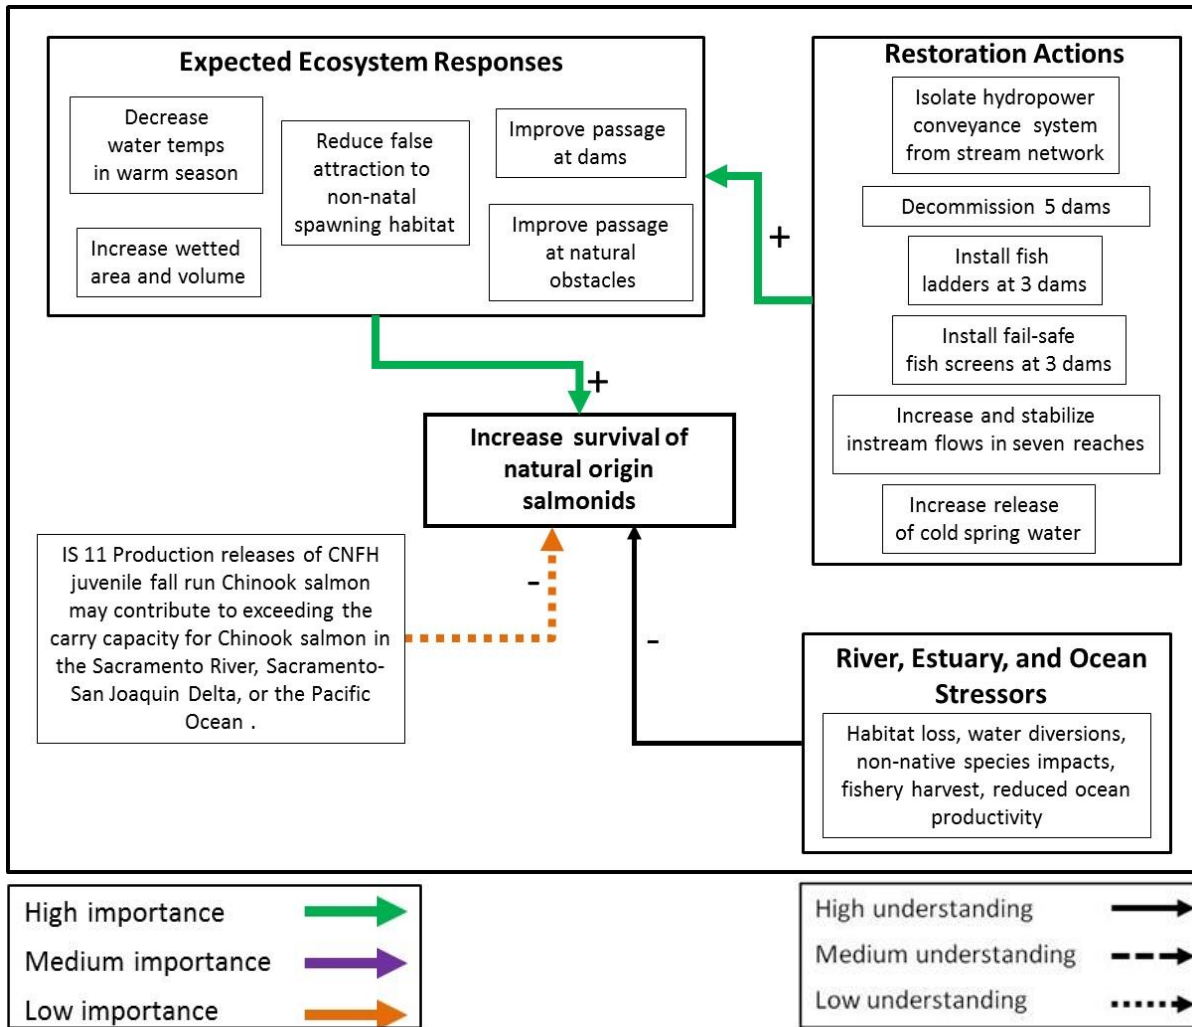 Expected Ecosystem Responses
Decrease
water temps
in warm season
Reduce false
attraction to
non-natal
spawning habitat
Improve passage
at dams
Increase wetted
area and volume
Improve passage
at natural
obstacles
Restoration Actions
Isolate hydropower
conveyance system
from stream network
Decommission 5 dams
Install fish
ladders at 3 dams
Install fail-safe
fish screens at 3 dams
Increase and stabilize
instream flows in seven reaches
Increase release
of cold spring water
+
+
Increase survival of
natural origin
salmonids
IS 11 Production releases of CNFH
juvenile fall run Chinook salmon
may contribute to exceeding the
carry capacity for Chinook salmon in
the Sacramento River, Sacramento-
San Joaquin Delta, or the Pacific
Ocean .
-
-
River, Estuary, and Ocean
Stressors
Habitat loss, water diversions,
non-native species impacts,
fishery harvest, reduced ocean
productivity
High importance
Medium importance
Low importance
High understanding
Medium understanding
Low understanding